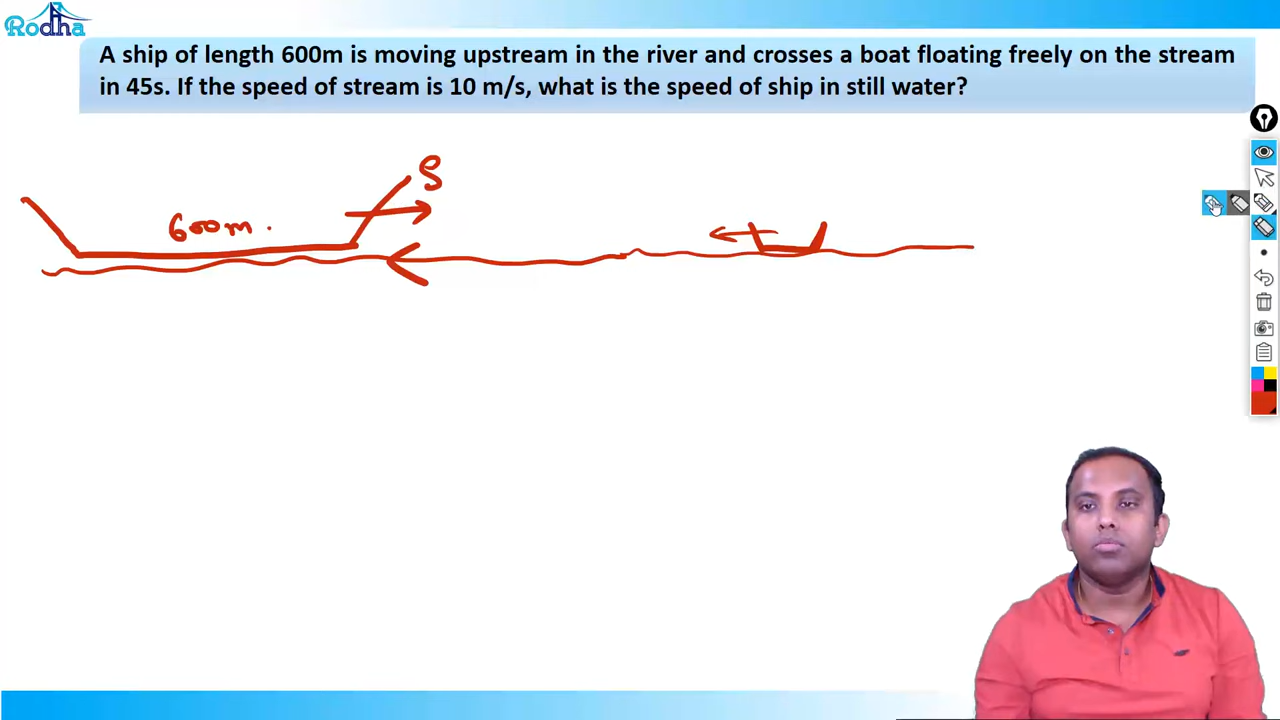 Rodha
A ship of length 600m is moving upstream in the river and crosses a boat floating freely on the stream
in 45s. If the speed of stream is 10 m/s, what is the speed of ship in still water?
S
600m.